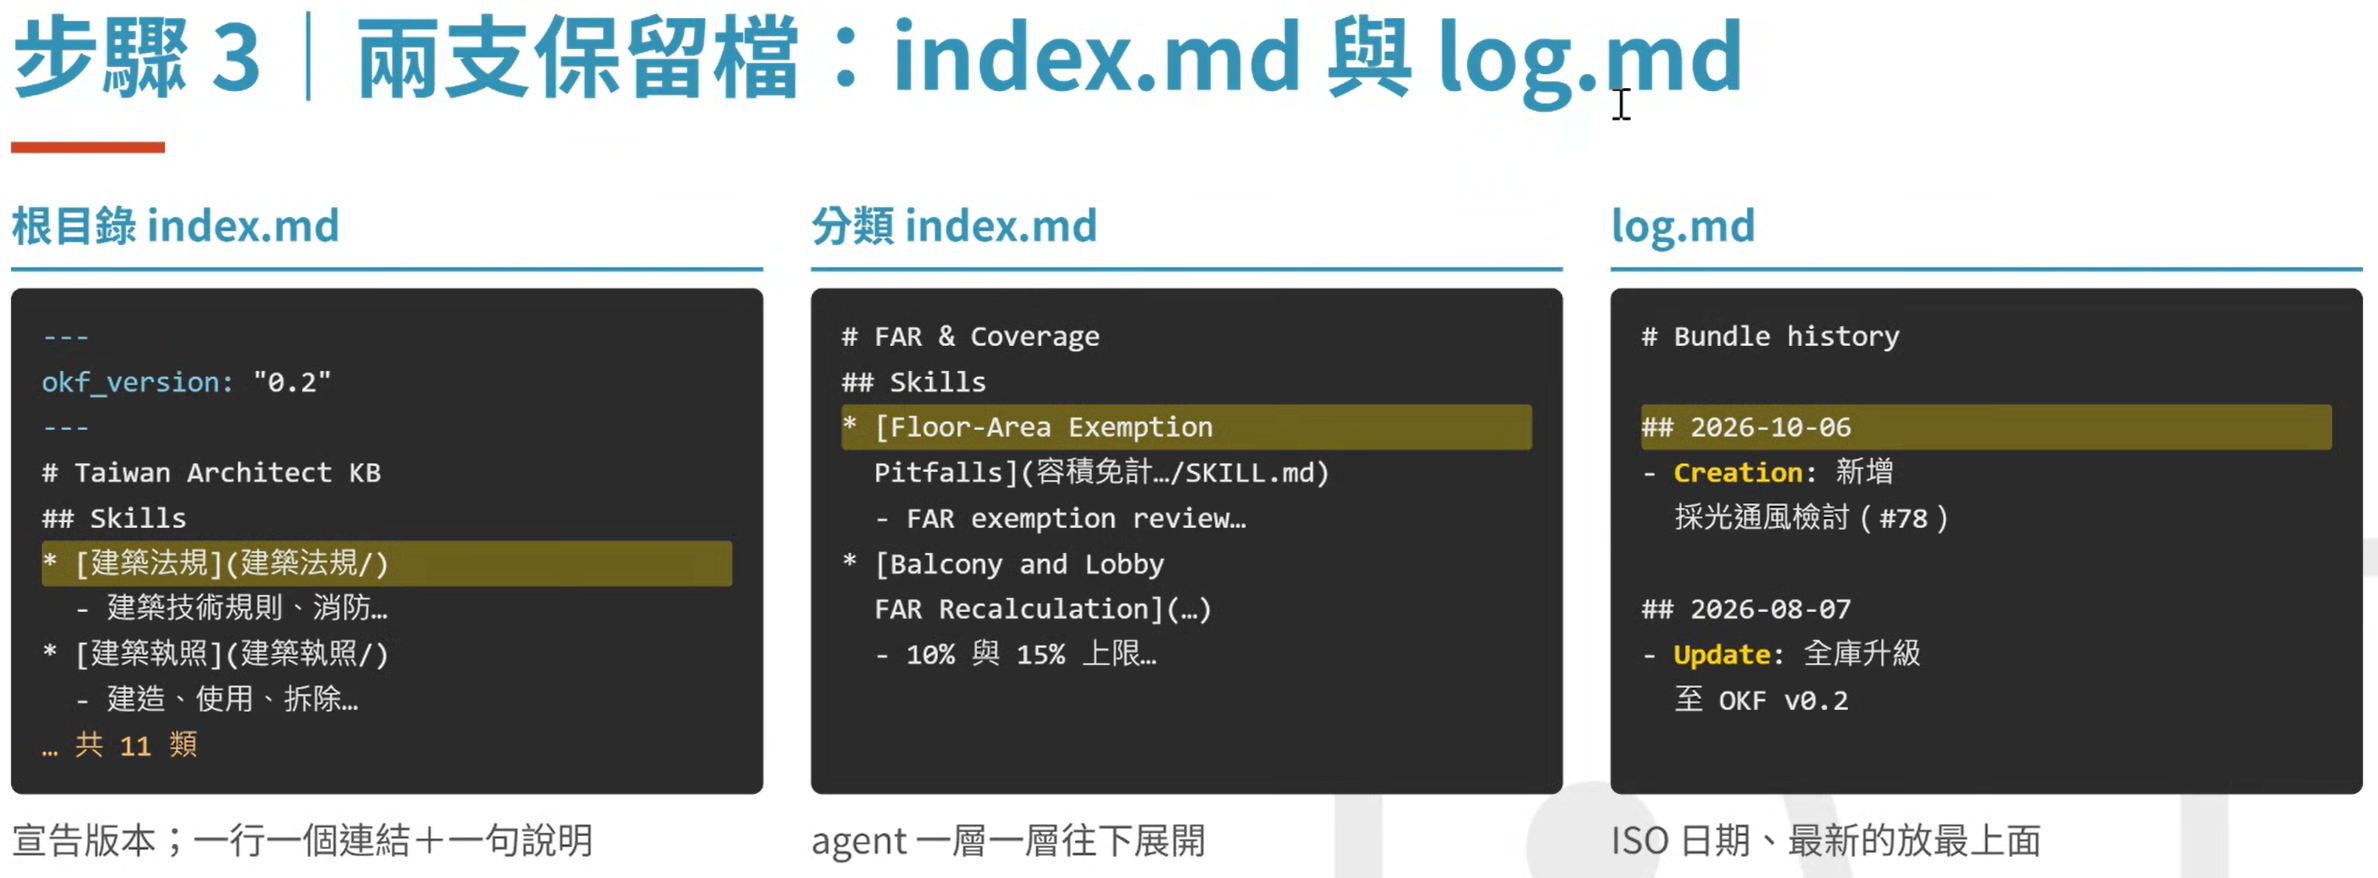 步驟 3｜兩支保留檔：index.md 與 log.md
根目錄 index.md
---
okf_version: "0.2"
---
# Taiwan Architect KB
## Skills
* [建築法規](建築法規/)
- 建築技術規則、消防…
* [建築執照](建築執照/)
- 建造、使用、拆除…
… 共 11 類
宣告版本；一行一個連結＋一句說明
分類 index.md
# FAR & Coverage
## Skills
* [Floor-Area Exemption
Pitfalls](容積免計…/SKILL.md)
- FAR exemption review…
* [Balcony and Lobby
FAR Recalculation](…)
- 10% 與 15% 上限…
agent 一層一層往下展開
log.md
# Bundle history
## 2026-10-06
- Creation: 新增
採光通風檢討（#78）
## 2026-08-07
- Update: 全庫升級
至 OKF v0.2
ISO 日期、最新的放最上面